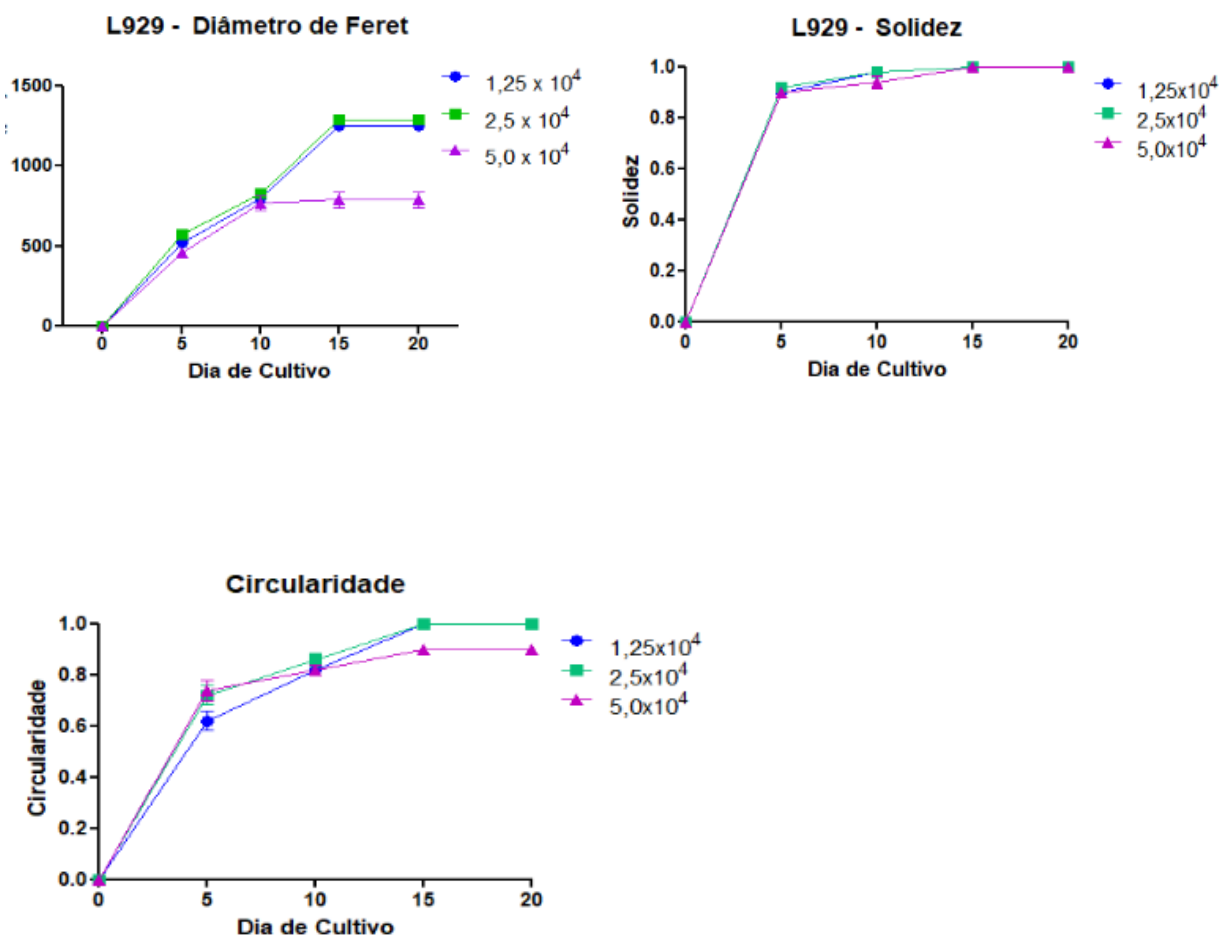 L929 - Diâmetro de Feret
1500
1000
500
0
0 5 10 15 20
Dia de Cultivo
1,25 x 10⁴
2,5 x 10⁴
5,0 x 10⁴
L929 - Solidez
Solidez
1.0
0.8
0.6
0.4
0.2
0.0
0 5 10 15 20
Dia de Cultivo
1,25x10⁴
2,5x10⁴
5,0x10⁴
Circularidade
Circularidade
1.0
0.8
0.6
0.4
0.2
0.0
0 5 10 15 20
Dia de Cultivo
1,25x10⁴
2,5x10⁴
5,0x10⁴